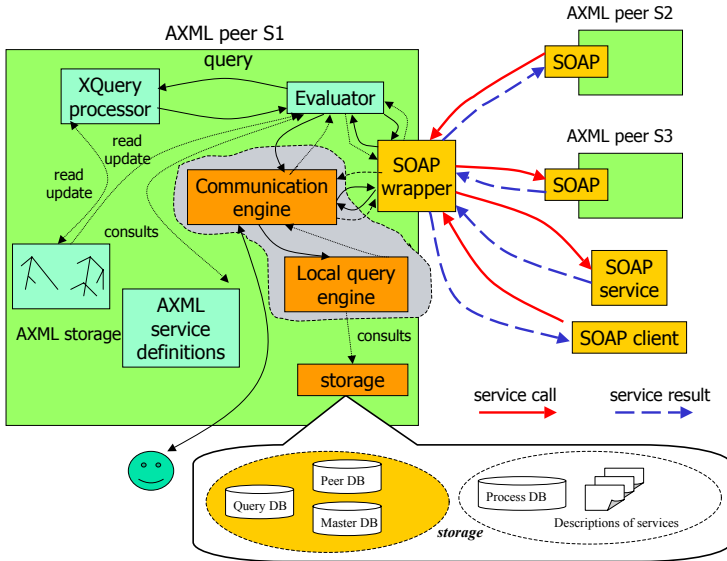 AXML peer S1
AXML peer S2
query
XQuery
processor
Evaluator
SOAP
read
update
AXML peer S3
SOAP
wrapper
SOAP
read
update
Communication
engine
consults
SOAP
service
Local query
engine
AXML storage
AXML
service
definitions
consults
SOAP client
storage
service call
service result
Peer DB
Query DB
Master DB
Process DB
Descriptions of services
storage